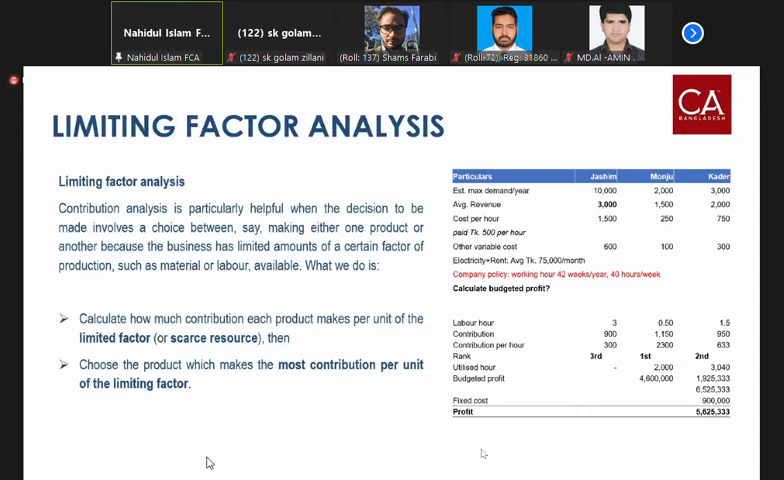 Nahidul Islam F...
(122) sk golam...
Nahidul Islam FCA
(122) sk golam zillani
(Roll: 137) Shams Farabi
(Roll-72) Reg: 31860 ...
MD.Al -AMIN
CA
BANGLADESH
LIMITING FACTOR ANALYSIS
Limiting factor analysis
Contribution analysis is particularly helpful when the decision to be
made involves a choice between, say, making either one product or
another because the business has limited amounts of a certain factor of
production, such as material or labour, available. What we do is:
Calculate how much contribution each product makes per unit of the
limited factor (or scarce resource), then
Choose the product which makes the most contribution per unit
of the limiting factor.
Particulars Jashim Monju Kader
Est. max demand/year 10,000 2,000 3,000
Avg. Revenue 3,000 1,500 2,000
Cost per hour 1,500 250 750
paid Tk. 500 per hour
Other variable cost 600 100 300
Electricity+Rent: Avg Tk. 75,000/month
Company policy: working hour 42 weeks/year, 40 hours/week
Calculate budgeted profit?
Labour hour 3 0.50 1.5
Contribution 900 1,150 950
Contribution per hour 300 2300 633
Rank 3rd 1st 2nd
Utilised hour - 2,000 3,040
Budgeted profit 4,600,000 1,925,333
6,525,333
Fixed cost 900,000
Profit 5,625,333